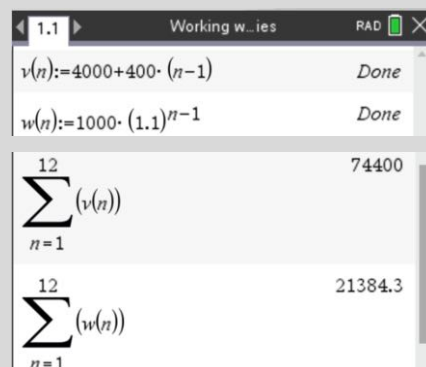 1.1 Working w...ies RAD
v(n):=4000+400·(n−1) Done
w(n):=1000·(1.1)^{n−1} Done
12
∑(v(n)) 74400
n=1
12
∑(w(n)) 21384.3
n=1